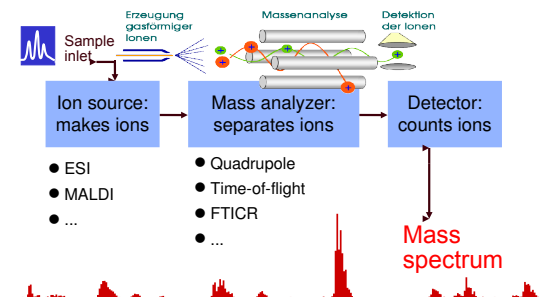 Erzeugung
gasförmiger
Ionen
Massenanalyse
Detektion
der Ionen
Sample
inlet
+
+
+
+
+
Ion source:
makes ions
Mass analyzer:
separates ions
Detector:
counts ions
● ESI
● MALDI
● ...
● Quadrupole
● Time-of-flight
● FTICR
● ...
Mass
spectrum